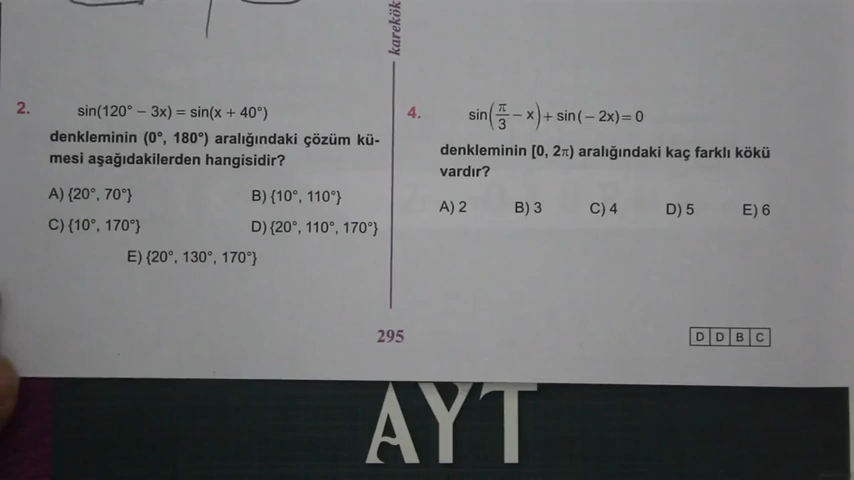 karekök
2.
sin(120° – 3x) = sin(x + 40°)
denkleminin (0°, 180°) aralığındaki çözüm kü-
mesi aşağıdakilerden hangisidir?
A) {20°, 70°}
B) {10°, 110°}
C) {10°, 170°}
D) {20°, 110°, 170°}
E) {20°, 130°, 170°}
4.
sin(π/3 – x) + sin(– 2x) = 0
denkleminin [0, 2π) aralığındaki kaç farklı kökü
vardır?
A) 2 B) 3 C) 4 D) 5 E) 6
295
D D B C
AYT